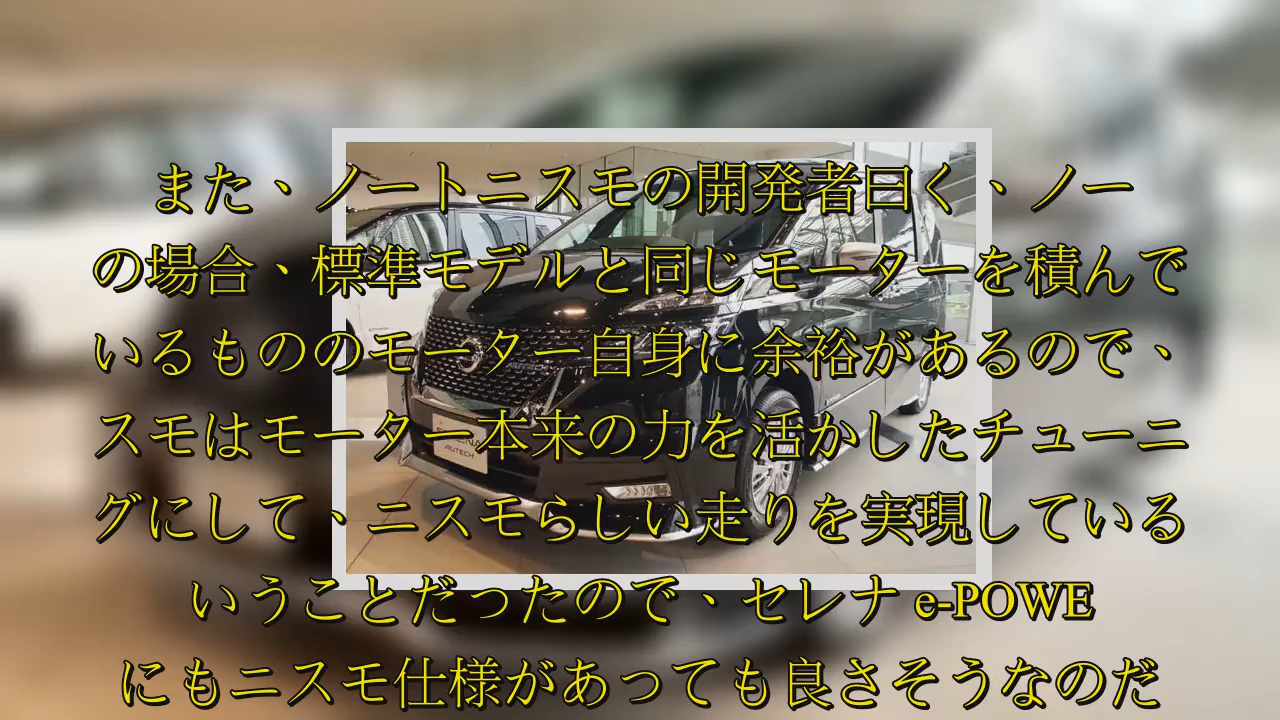 また、ノートニスモの開発者曰く、ノー
の場合、標準モデルと同じモーターを積んで
いるもののモーター自身に余裕があるので、
スモはモーター本来の力を活かしたチューニ
グにして、ニスモらしい走りを実現している
いうことだったので、セレナ e-POWE
にもニスモ仕様があっても良さそうなのだ
AUTECH